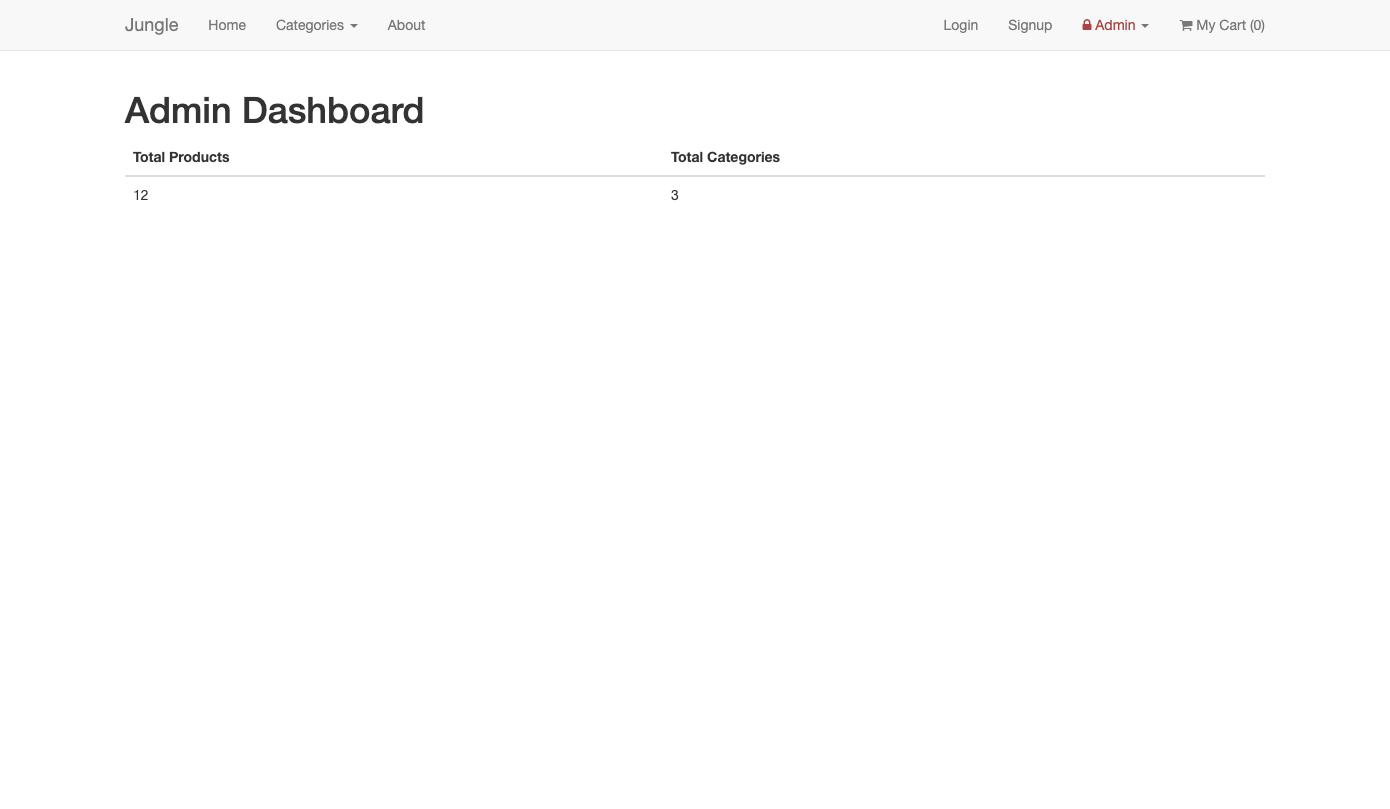 Jungle Home Categories About Login Signup Admin My Cart (0)
Admin Dashboard
Total Products Total Categories
12 3